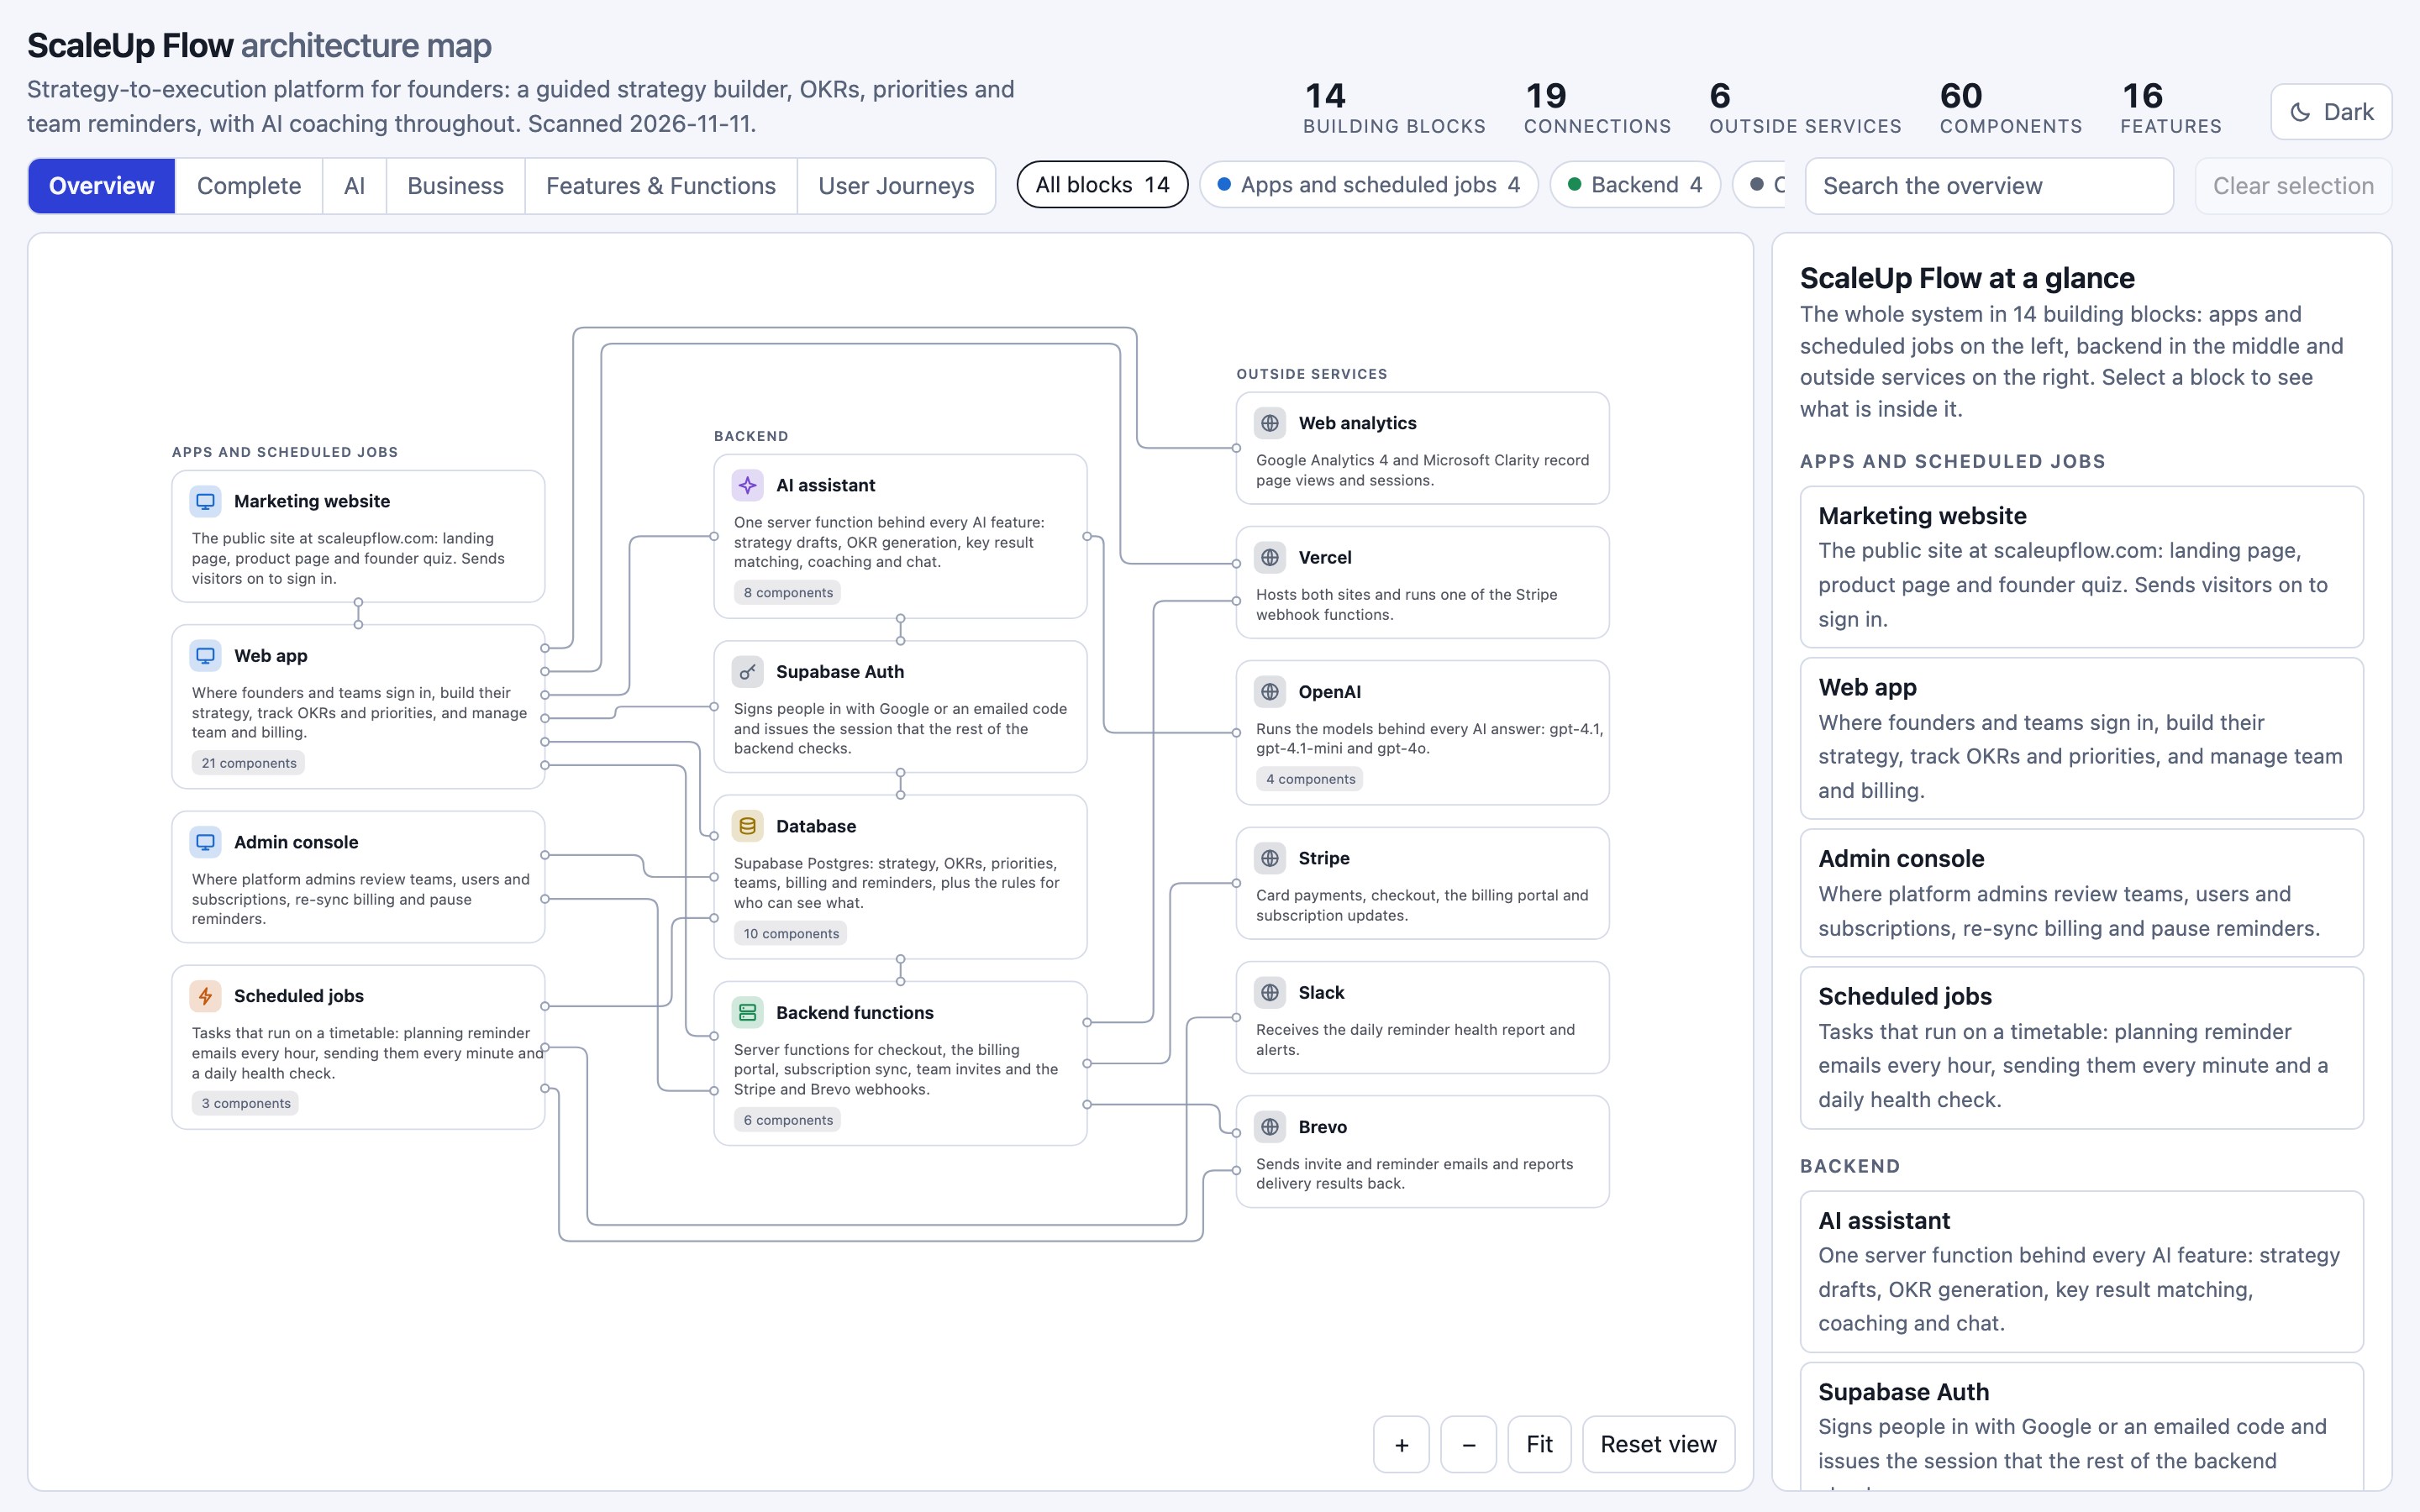 ScaleUp Flow architecture map
Strategy-to-execution platform for founders: a guided strategy builder, OKRs, priorities and
team reminders, with AI coaching throughout. Scanned 2026-11-11.
14
BUILDING BLOCKS
19
CONNECTIONS
6
OUTSIDE SERVICES
60
COMPONENTS
16
FEATURES
Dark
Overview
Complete
AI
Business
Features & Functions
User Journeys
All blocks 14
Apps and scheduled jobs 4
Backend 4
Search the overview
Clear selection
APPS AND SCHEDULED JOBS
Marketing website
The public site at scaleupflow.com: landing
page, product page and founder quiz. Sends
visitors on to sign in.
Web app
Where founders and teams sign in, build their
strategy, track OKRs and priorities, and manage
team and billing.
21 components
Admin console
Where platform admins review teams, users and
subscriptions, re-sync billing and pause
reminders.
Scheduled jobs
Tasks that run on a timetable: planning reminder
emails every hour, sending them every minute and
a daily health check.
3 components
BACKEND
AI assistant
One server function behind every AI feature:
strategy drafts, OKR generation, key result
matching, coaching and chat.
8 components
Supabase Auth
Signs people in with Google or an emailed code
and issues the session that the rest of the
backend checks.
Database
Supabase Postgres: strategy, OKRs, priorities,
teams, billing and reminders, plus the rules for
who can see what.
10 components
Backend functions
Server functions for checkout, the billing
portal, subscription sync, team invites and the
Stripe and Brevo webhooks.
6 components
OUTSIDE SERVICES
Web analytics
Google Analytics 4 and Microsoft Clarity record
page views and sessions.
Vercel
Hosts both sites and runs one of the Stripe
webhook functions.
OpenAI
Runs the models behind every AI answer: gpt-4.1,
gpt-4.1-mini and gpt-4o.
4 components
Stripe
Card payments, checkout, the billing portal and
subscription updates.
Slack
Receives the daily reminder health report and
alerts.
Brevo
Sends invite and reminder emails and reports
delivery results back.
+
−
Fit
Reset view
ScaleUp Flow at a glance
The whole system in 14 building blocks: apps and
scheduled jobs on the left, backend in the middle and
outside services on the right. Select a block to see
what is inside it.
APPS AND SCHEDULED JOBS
Marketing website
The public site at scaleupflow.com: landing page,
product page and founder quiz. Sends visitors on to
sign in.
Web app
Where founders and teams sign in, build their
strategy, track OKRs and priorities, and manage team
and billing.
Admin console
Where platform admins review teams, users and
subscriptions, re-sync billing and pause reminders.
Scheduled jobs
Tasks that run on a timetable: planning reminder
emails every hour, sending them every minute and a
daily health check.
BACKEND
AI assistant
One server function behind every AI feature: strategy
drafts, OKR generation, key result matching,
coaching and chat.
Supabase Auth
Signs people in with Google or an emailed code and
issues the session that the rest of the backend